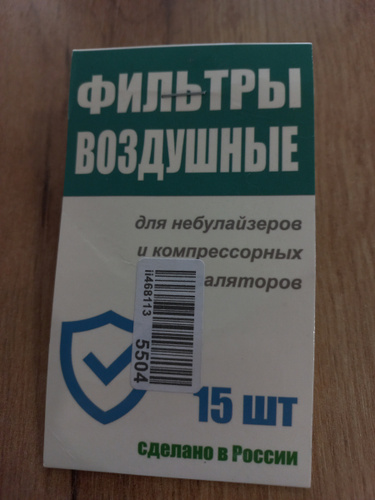 ФИЛЬТРЫ
ВОЗДУШНЫЕ
для небулайзеров
и компрессорных
аляторов
ii468113
5504
15 шт
сделано в России